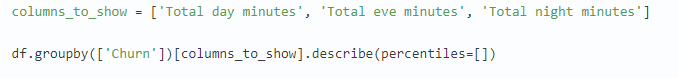 columns_to_show = ['Total day minutes', 'Total eve minutes', 'Total night minutes']
df.groupby(['Churn'])[columns_to_show].describe(percentiles=[])